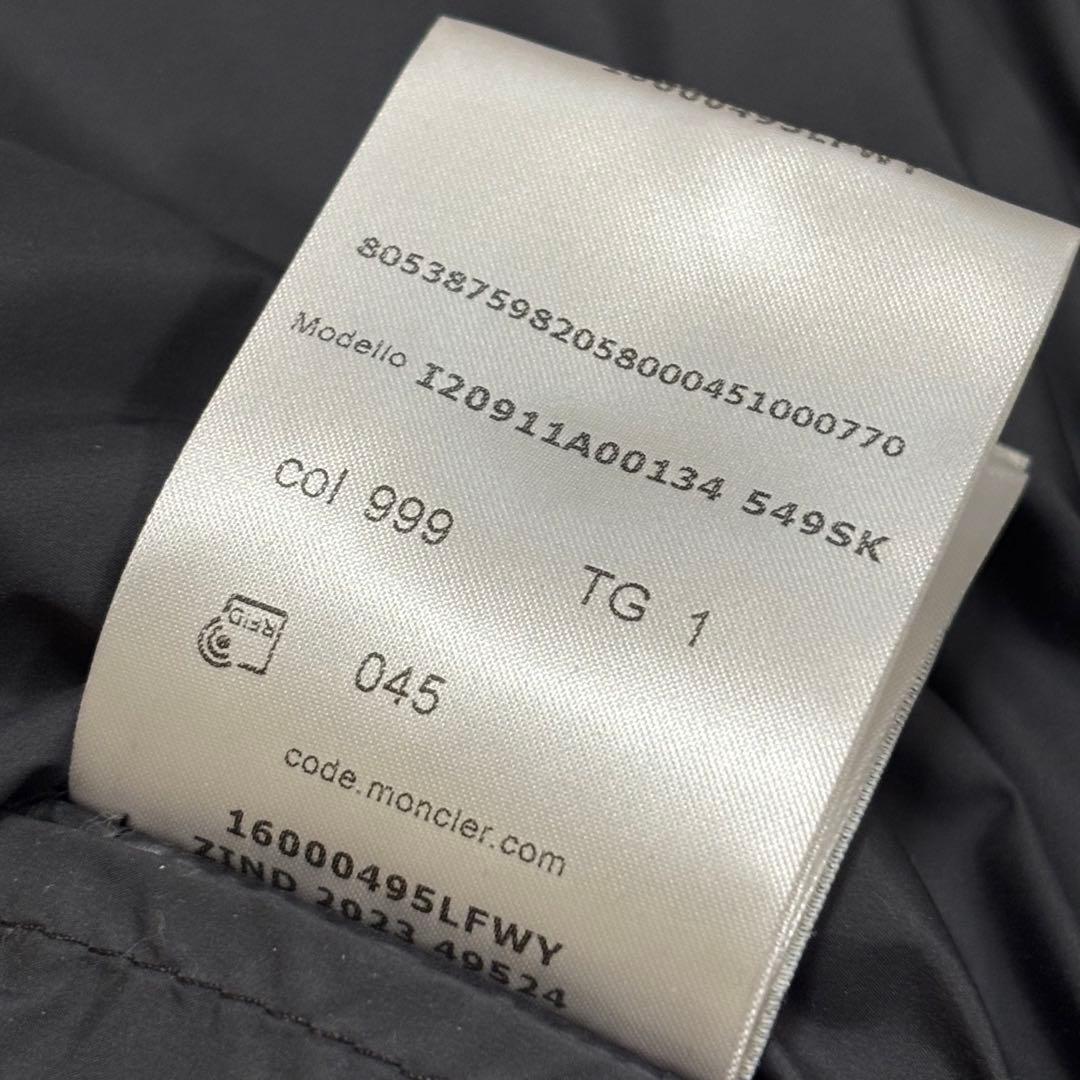 8053875982058000451000770
Modello I20911A00134 549SK
col 999 TG 1
RFID
045
code.moncler.com
16000495LFWY
ZIND 2023 49524